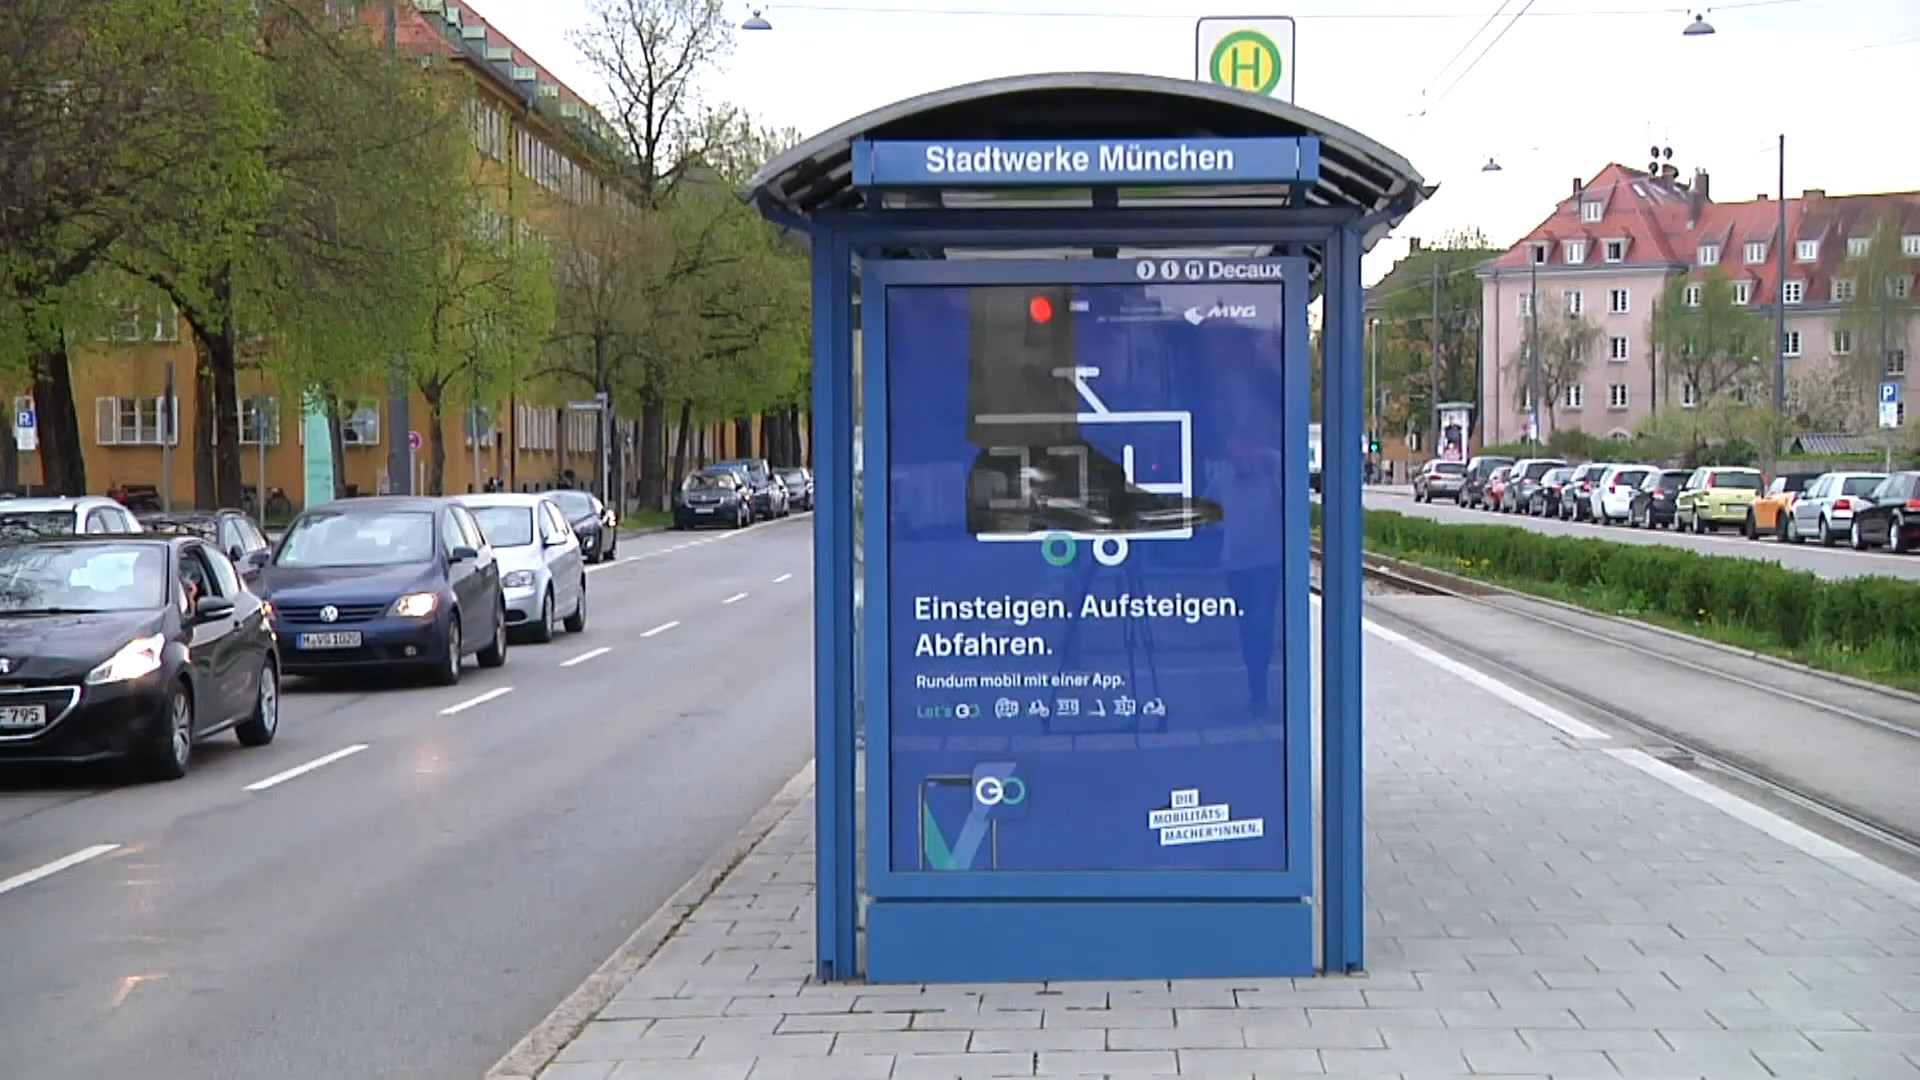 H
Stadtwerke München
Decaux
MVG
Einsteigen. Aufsteigen.
Abfahren.
Rundum mobil mit einer App.
Let's GO.
GO
DIE
MOBILITÄTS-
MACHER*INNEN.
M VG 1020
F 795
P
P